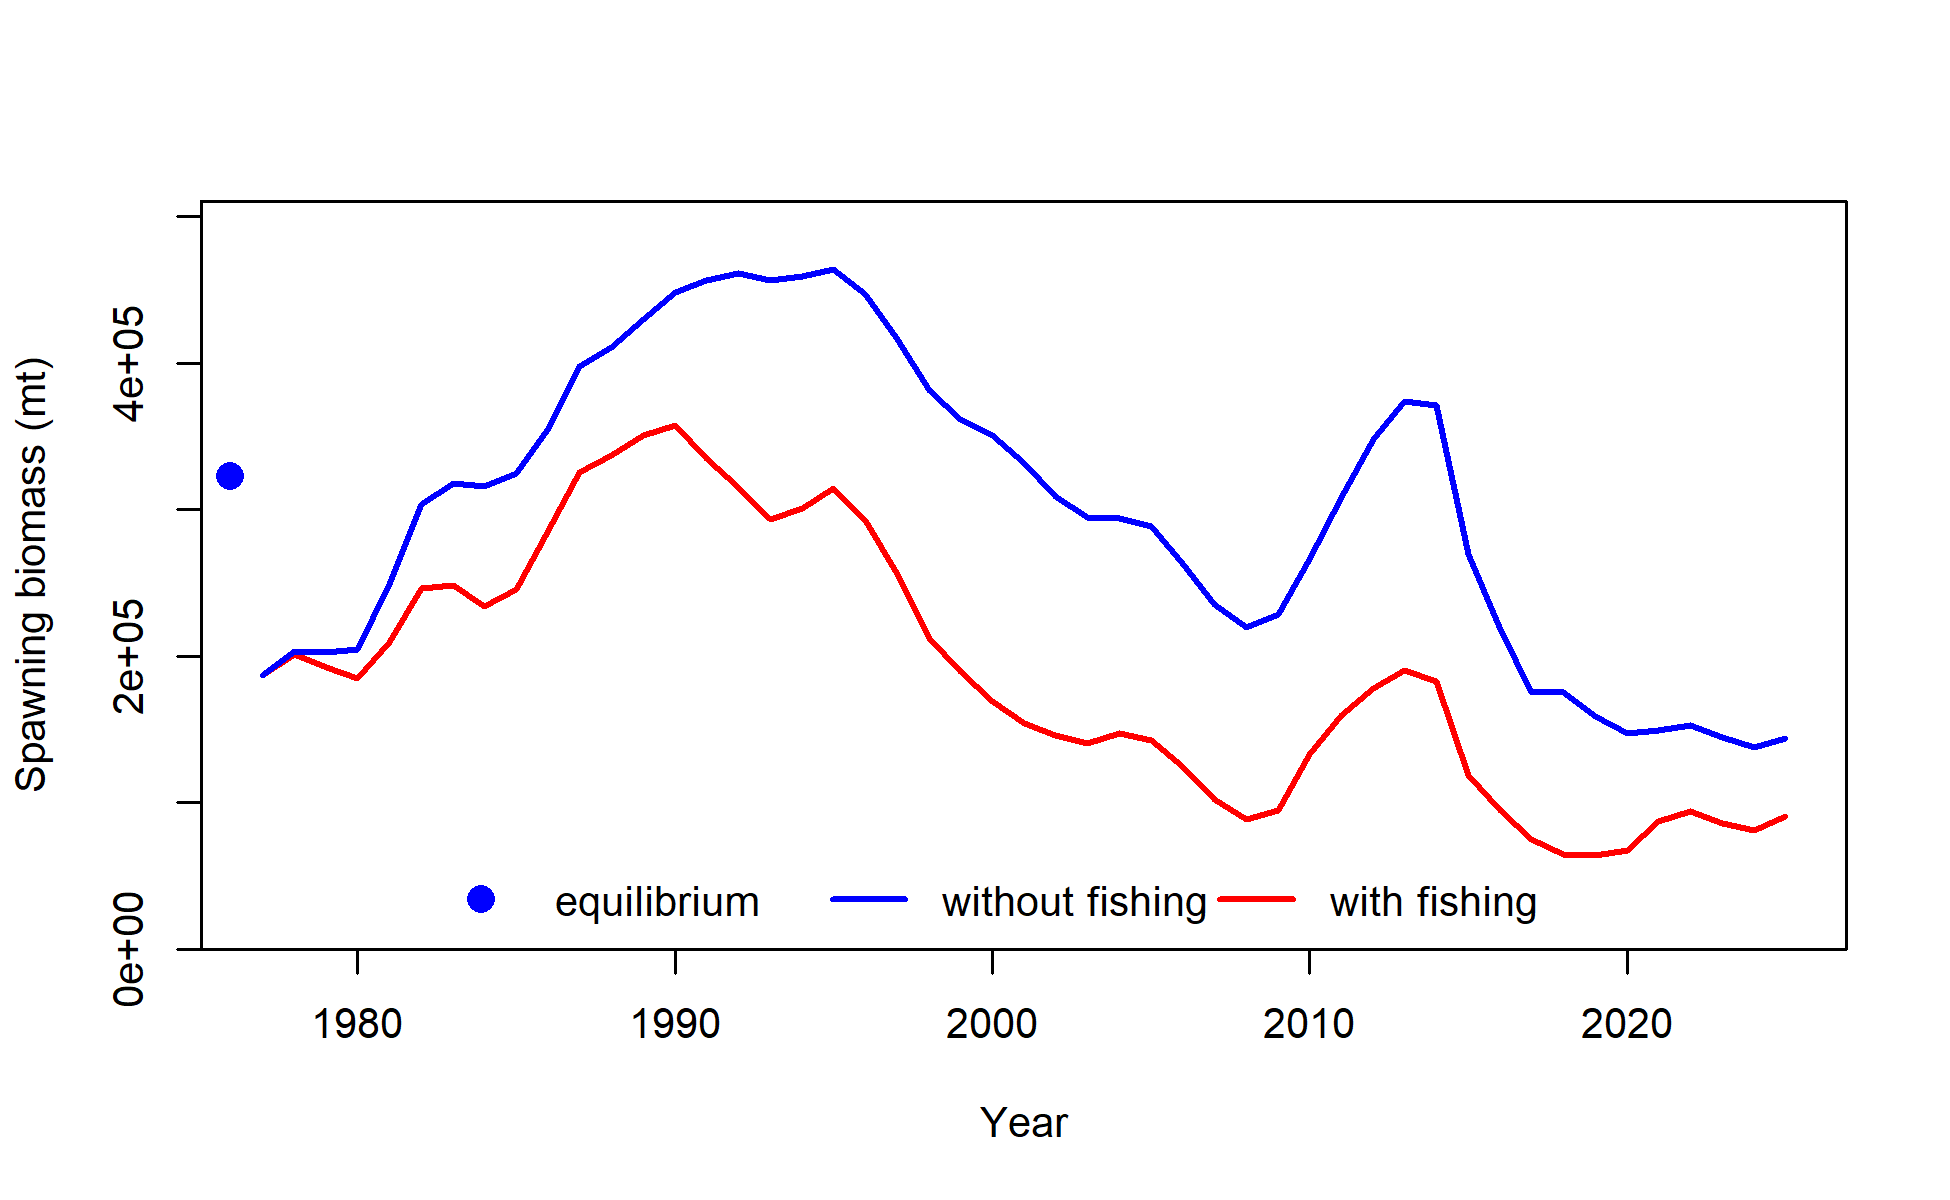 Spawning biomass (mt)
4e+05
2e+05
0e+00
equilibrium without fishing with fishing
1980 1990 2000 2010 2020
Year